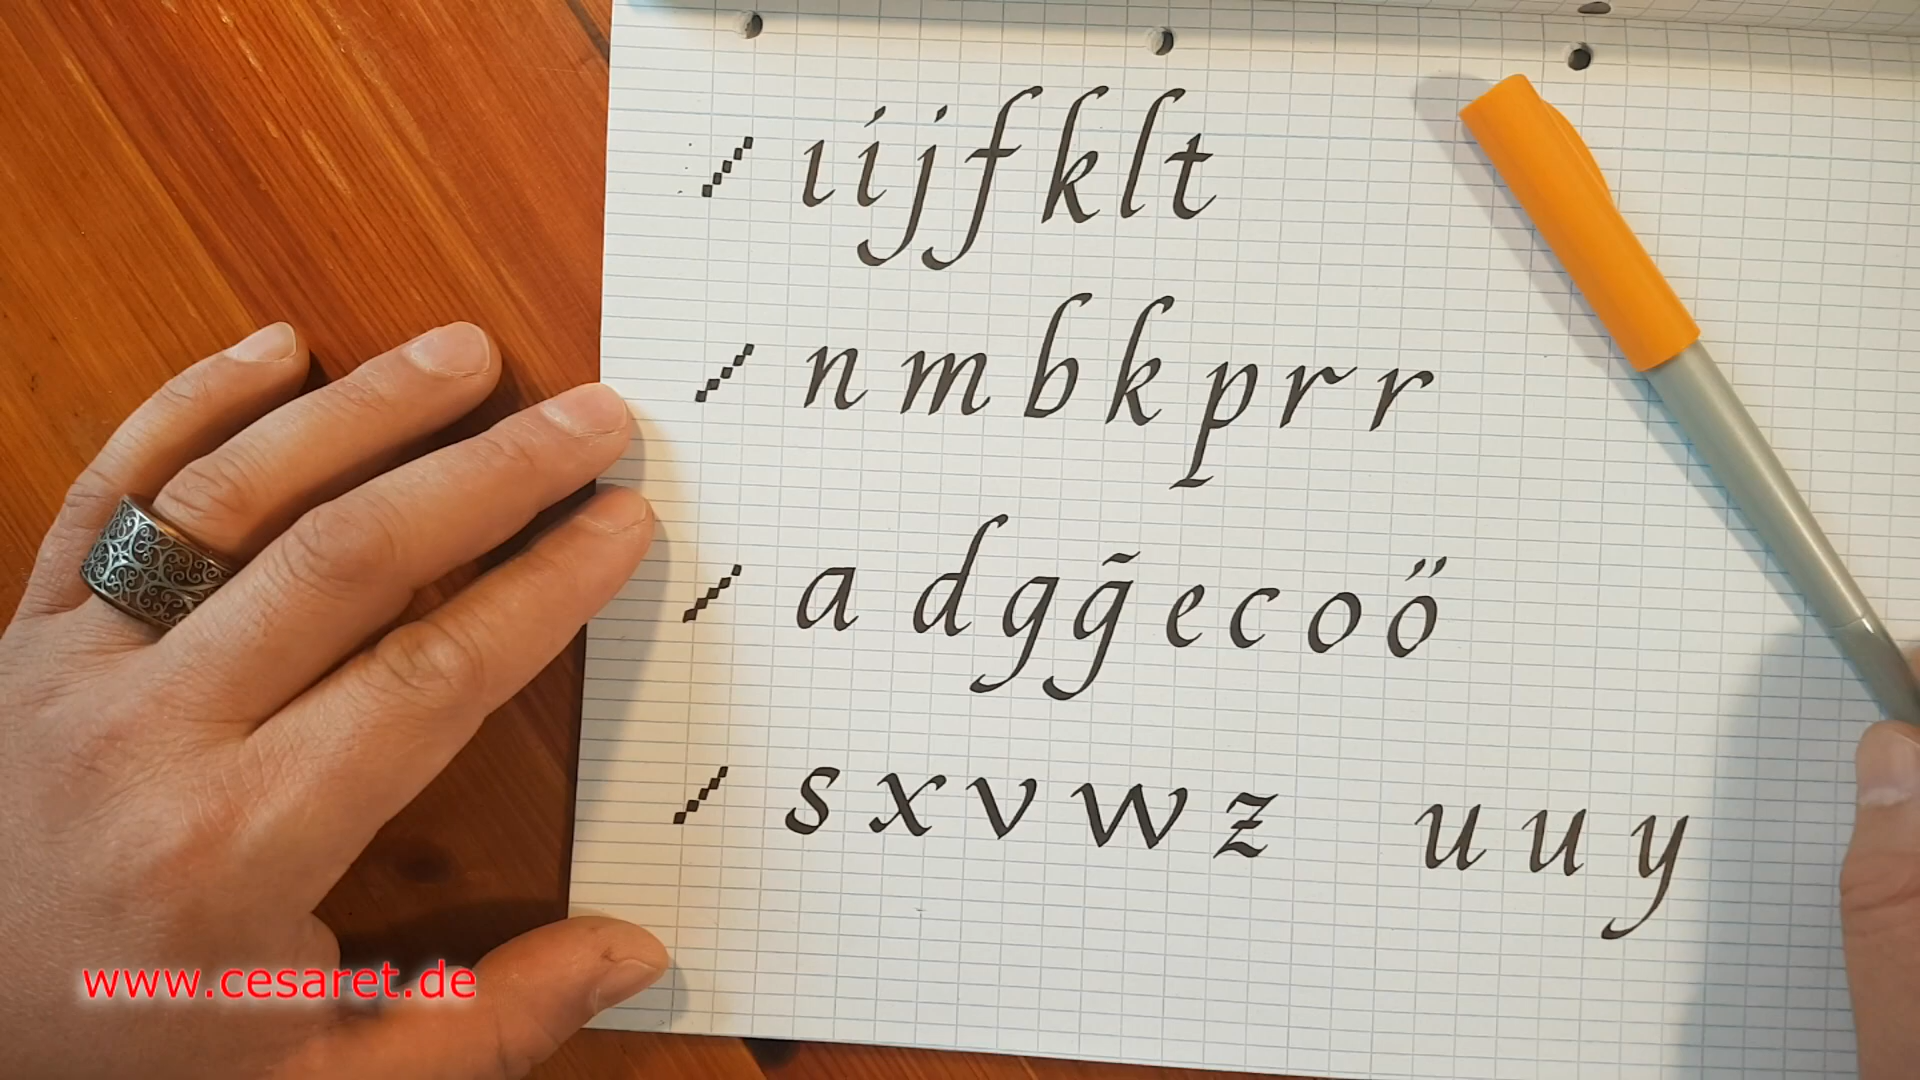 ı i j f k l t
n m b k p r r
a d g ğ e c o ö
s x v w z u u y
www.cesaret.de